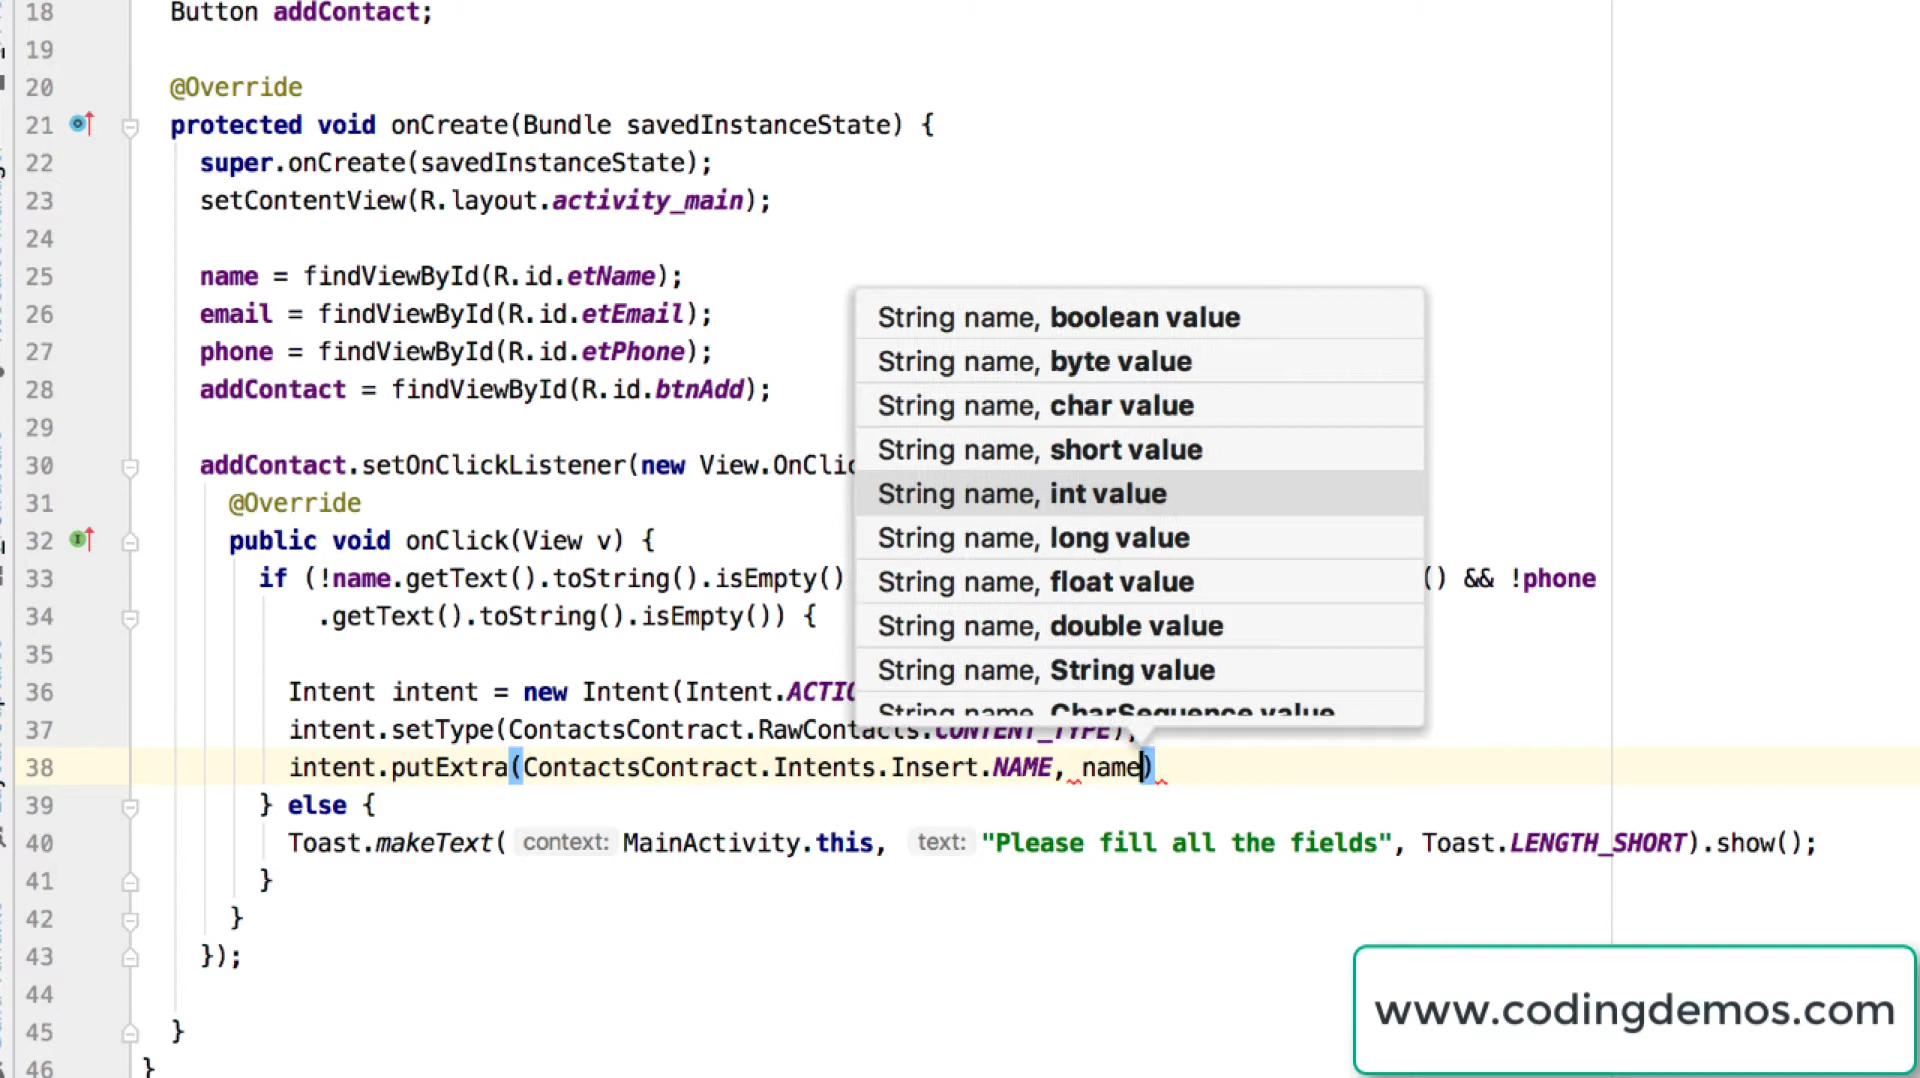 18 Button addContact;
19
20 @Override
21 protected void onCreate(Bundle savedInstanceState) {
22 super.onCreate(savedInstanceState);
23 setContentView(R.layout.activity_main);
24
25 name = findViewById(R.id.etName);
26 email = findViewById(R.id.etEmail);
27 phone = findViewById(R.id.etPhone);
28 addContact = findViewById(R.id.btnAdd);
29
30 addContact.setOnClickListener(new View.OnClic
31 @Override
32 public void onClick(View v) {
33 if (!name.getText().toString().isEmpty() () && !phone
34 .getText().toString().isEmpty()) {
35
36 Intent intent = new Intent(Intent.ACTIO
37 intent.setType(ContactsContract.RawContacts.CONTENT_TYPE);
38 intent.putExtra(ContactsContract.Intents.Insert.NAME, name)
39 } else {
40 Toast.makeText( context: MainActivity.this, text: "Please fill all the fields", Toast.LENGTH_SHORT).show();
41 }
42 }
43 });
44
45 }
46 }
String name, boolean value
String name, byte value
String name, char value
String name, short value
String name, int value
String name, long value
String name, float value
String name, double value
String name, String value
String name, CharSequence value
www.codingdemos.com